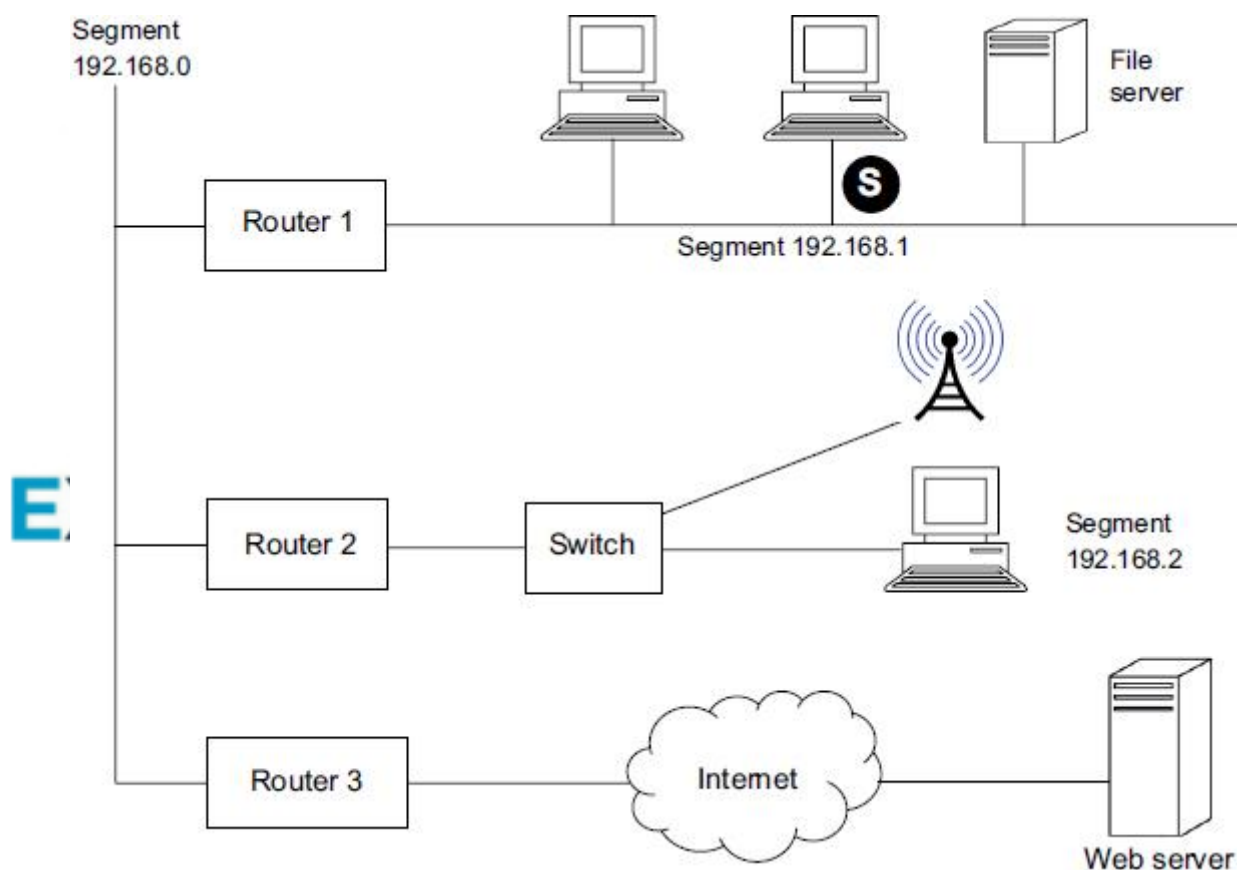 Segment
192.168.0
File
server
S
Router 1
Segment 192.168.1
Router 2
Switch
Segment
192.168.2
Router 3
Internet
Web server